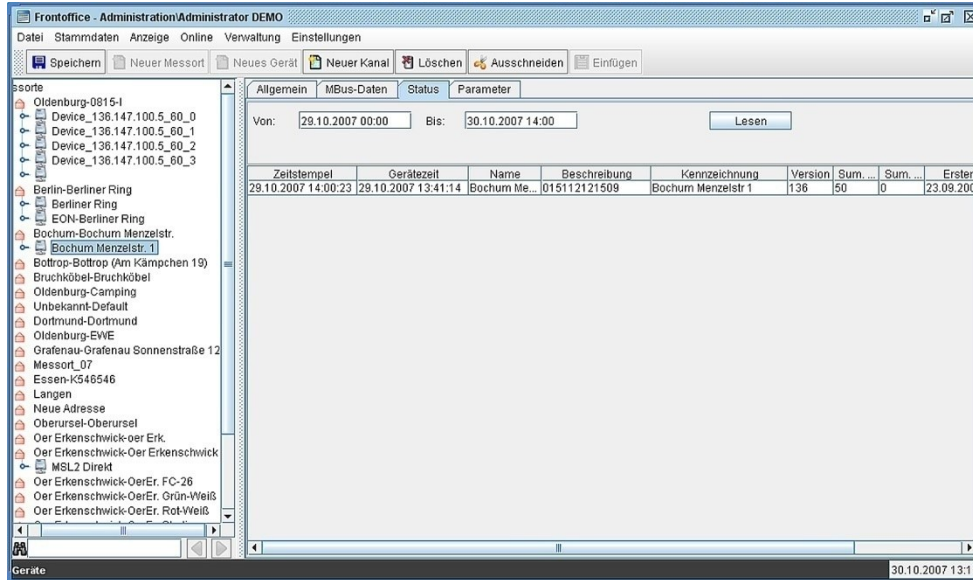 Frontoffice - Administration\Administrator DEMO
Datei Stammdaten Anzeige Online Verwaltung Einstellungen
Speichern Neuer Messort Neues Gerät Neuer Kanal Löschen Ausschneiden Einfügen
ssorte
Oldenburg-0815-I
Device_136.147.100.5_60_0
Device_136.147.100.5_60_1
Device_136.147.100.5_60_2
Device_136.147.100.5_60_3
Berlin-Berliner Ring
Berliner Ring
EON-Berliner Ring
Bochum-Bochum Menzelstr.
Bochum Menzelstr. 1
Bottrop-Bottrop (Am Kämpchen 19)
Bruchköbel-Bruchköbel
Oldenburg-Camping
Unbekannt-Default
Dortmund-Dortmund
Oldenburg-EWE
Grafenau-Grafenau Sonnenstraße 12
Messort_07
Essen-K546546
Langen
Neue Adresse
Oberursel-Oberursel
Oer Erkenschwick-oer Erk.
Oer Erkenschwick-Oer Erkenschwick
MSL2 Direkt
Oer Erkenschwick-OerEr. FC-26
Oer Erkenschwick-OerEr. Grün-Weiß
Oer Erkenschwick-OerEr. Rot-Weiß
Allgemein MBus-Daten Status Parameter
Von: 29.10.2007 00:00 Bis: 30.10.2007 14:00 Lesen
Zeitstempel Gerätezeit Name Beschreibung Kennzeichnung Version Sum. ... Sum. ... Erster
29.10.2007 14:00:23 29.10.2007 13:41:14 Bochum Me... 015112121509 Bochum Menzelstr 1 136 50 0 23.09.200
Geräte 30.10.2007 13:1